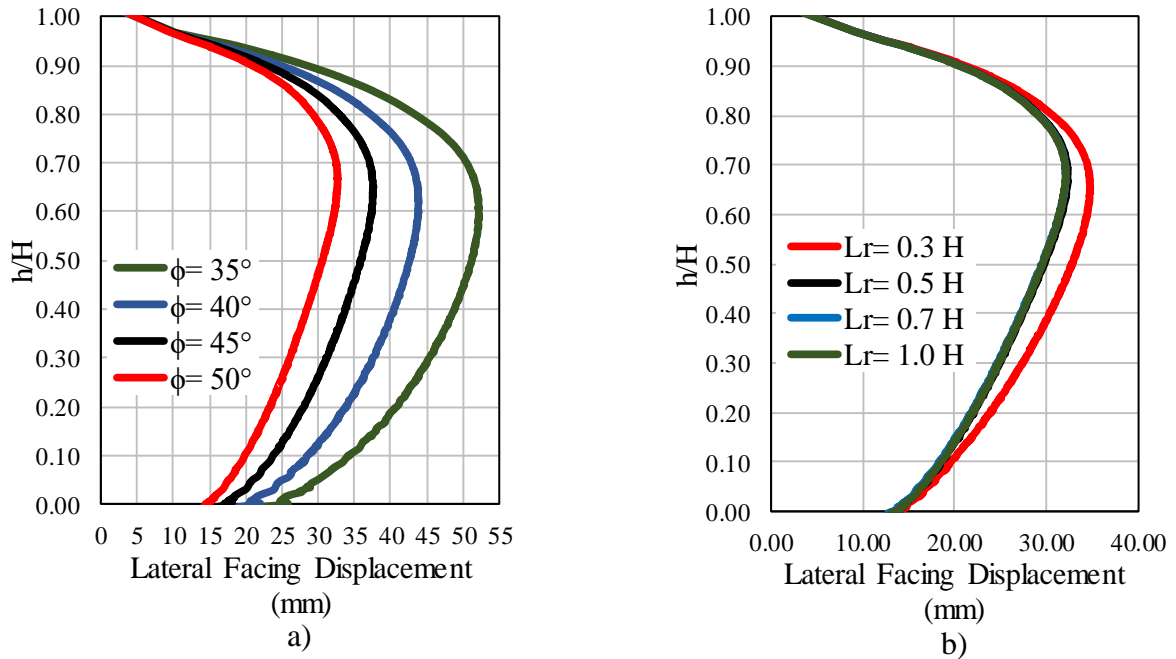 1.00
0.90
0.80
0.70
0.60
0.50
0.40
0.30
0.20
0.10
0.00
h/H
ϕ= 35°
ϕ= 40°
ϕ= 45°
ϕ= 50°
0 5 10 15 20 25 30 35 40 45 50 55
Lateral Facing Displacement
(mm)
a)
1.00
0.90
0.80
0.70
0.60
0.50
0.40
0.30
0.20
0.10
0.00
h/H
Lr= 0.3 H
Lr= 0.5 H
Lr= 0.7 H
Lr= 1.0 H
0.00 10.00 20.00 30.00 40.00
Lateral Facing Displacement
(mm)
b)